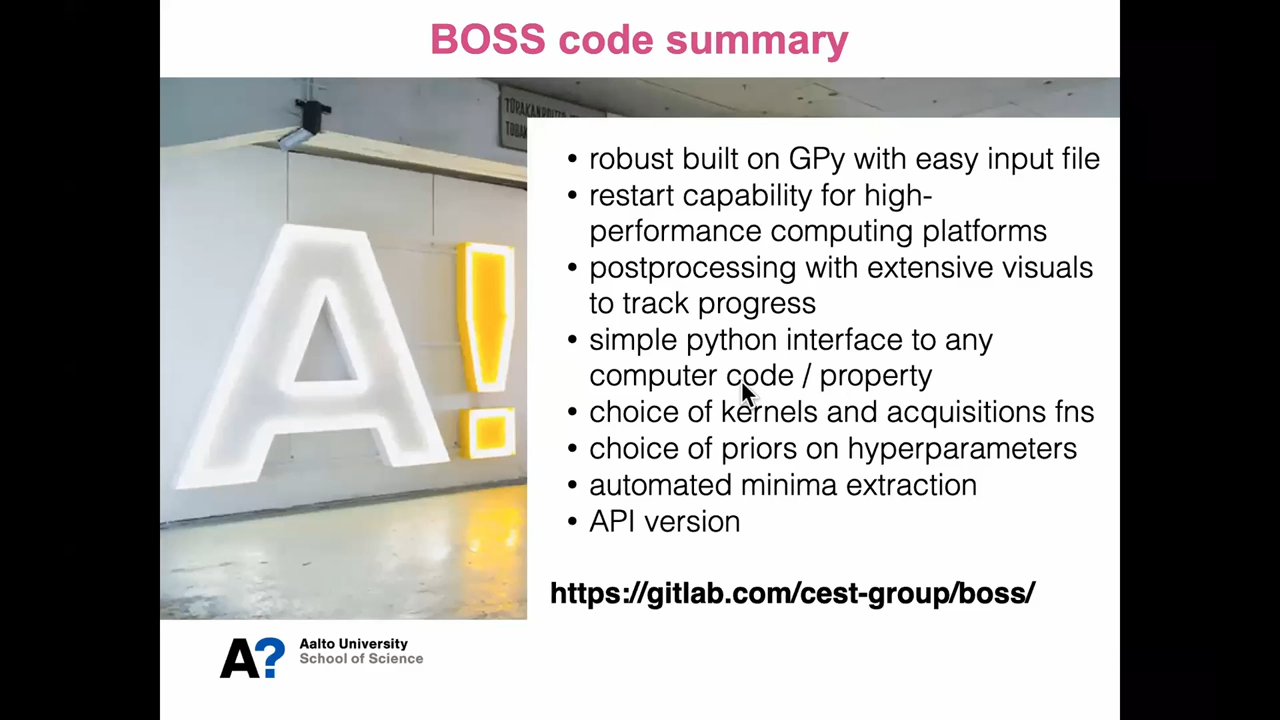 BOSS code summary
• robust built on GPy with easy input file
• restart capability for high-
performance computing platforms
• postprocessing with extensive visuals
to track progress
• simple python interface to any
computer code / property
• choice of kernels and acquisitions fns
• choice of priors on hyperparameters
• automated minima extraction
• API version
https://gitlab.com/cest-group/boss/
A!
A?
Aalto University
School of Science